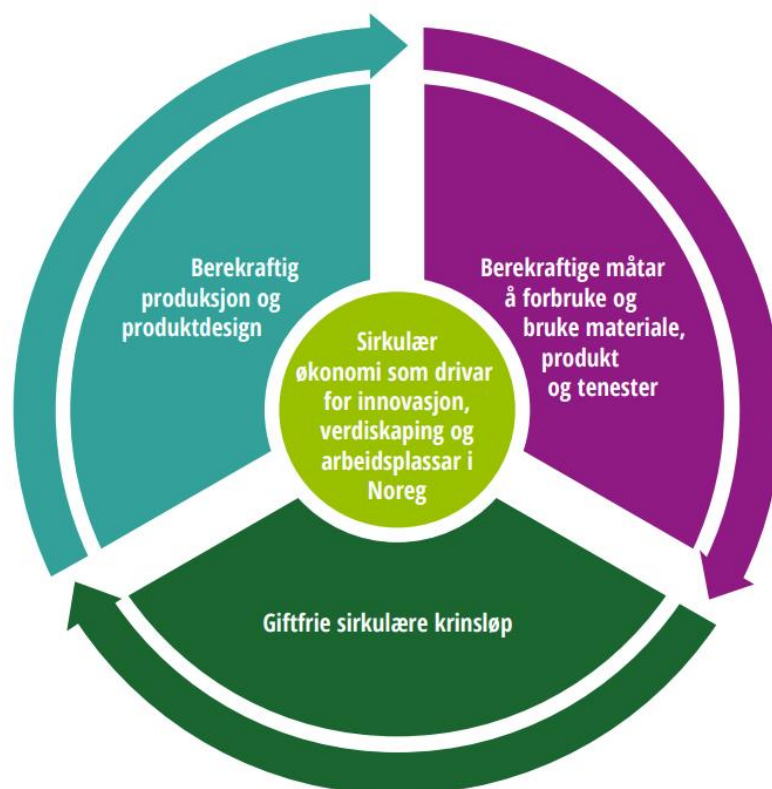 Berekraftig
produksjon og
produktdesign
Berekraftige måtar
å forbruke og
bruke materiale,
produkt
og tenester
Sirkulær
økonomi som drivar
for innovasjon,
verdiskaping og
arbeidsplassar i
Noreg
Giftfrie sirkulære krinsløp